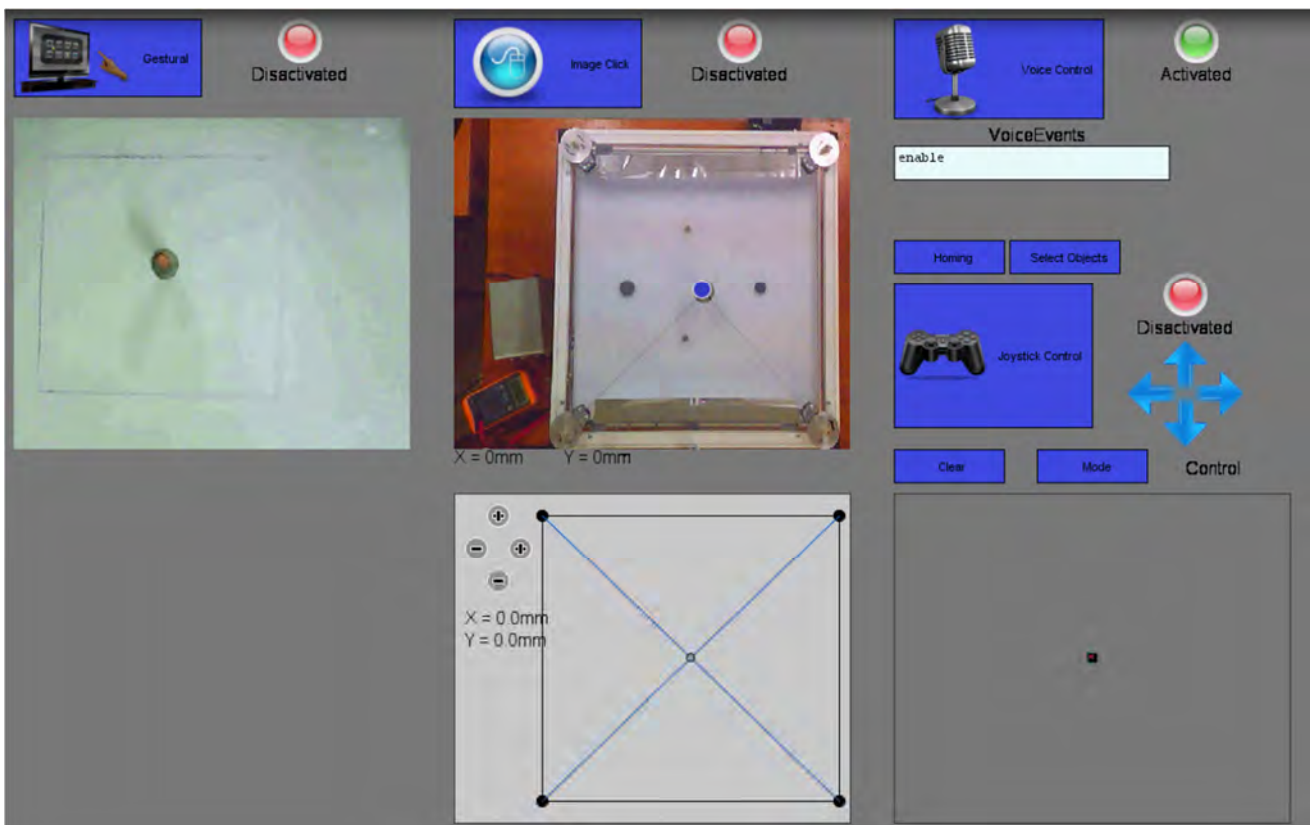 Gestural
Disactivated
Image Click
Disactivated
Voice Control
Activated
VoiceEvents
enable
Homing
Select Objects
Joystick Control
Disactivated
Clear
Mode
Control
X = 0mm
Y = 0mm
X = 0.0mm
Y = 0.0mm